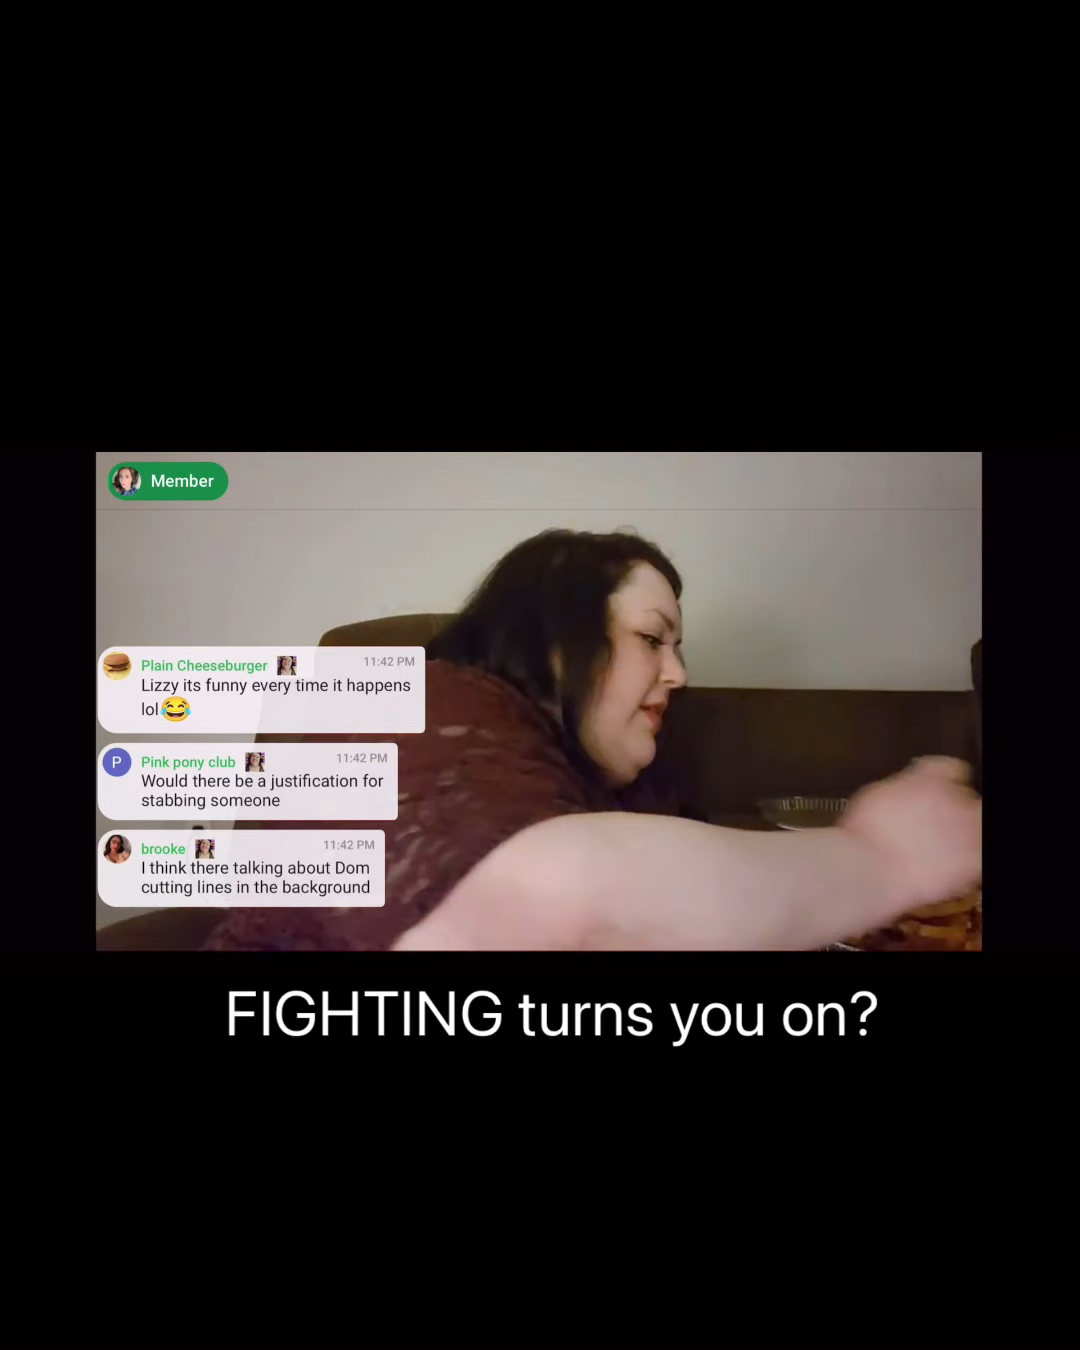 Member
Plain Cheeseburger 11:42 PM
Lizzy its funny every time it happens
lol😂
P Pink pony club 11:42 PM
Would there be a justification for
stabbing someone
brooke 11:42 PM
I think there talking about Dom
cutting lines in the background
FIGHTING turns you on?